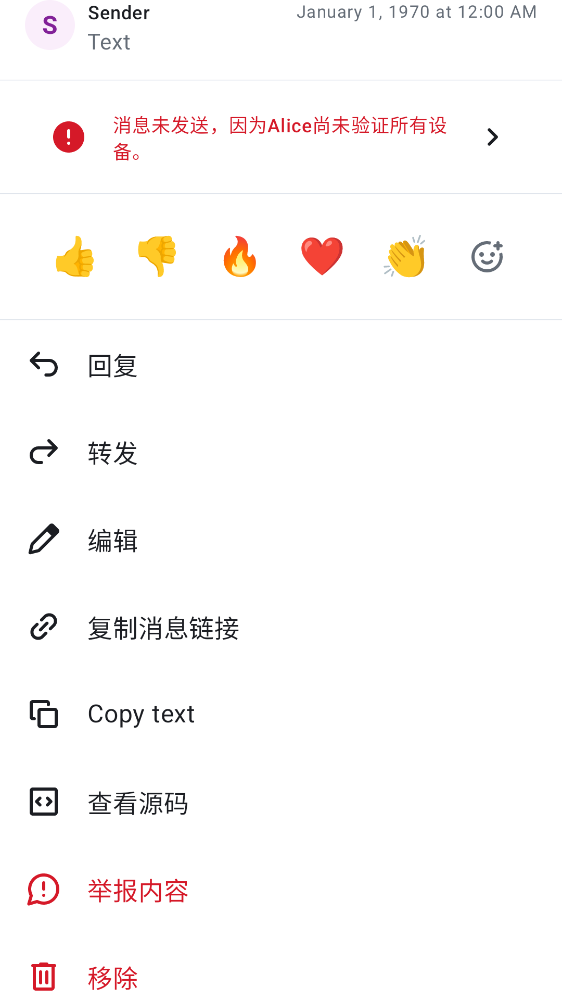 S
Sender
January 1, 1970 at 12:00 AM
Text
消息未发送，因为Alice尚未验证所有设
备。
回复
转发
编辑
复制消息链接
Copy text
查看源码
举报内容
移除